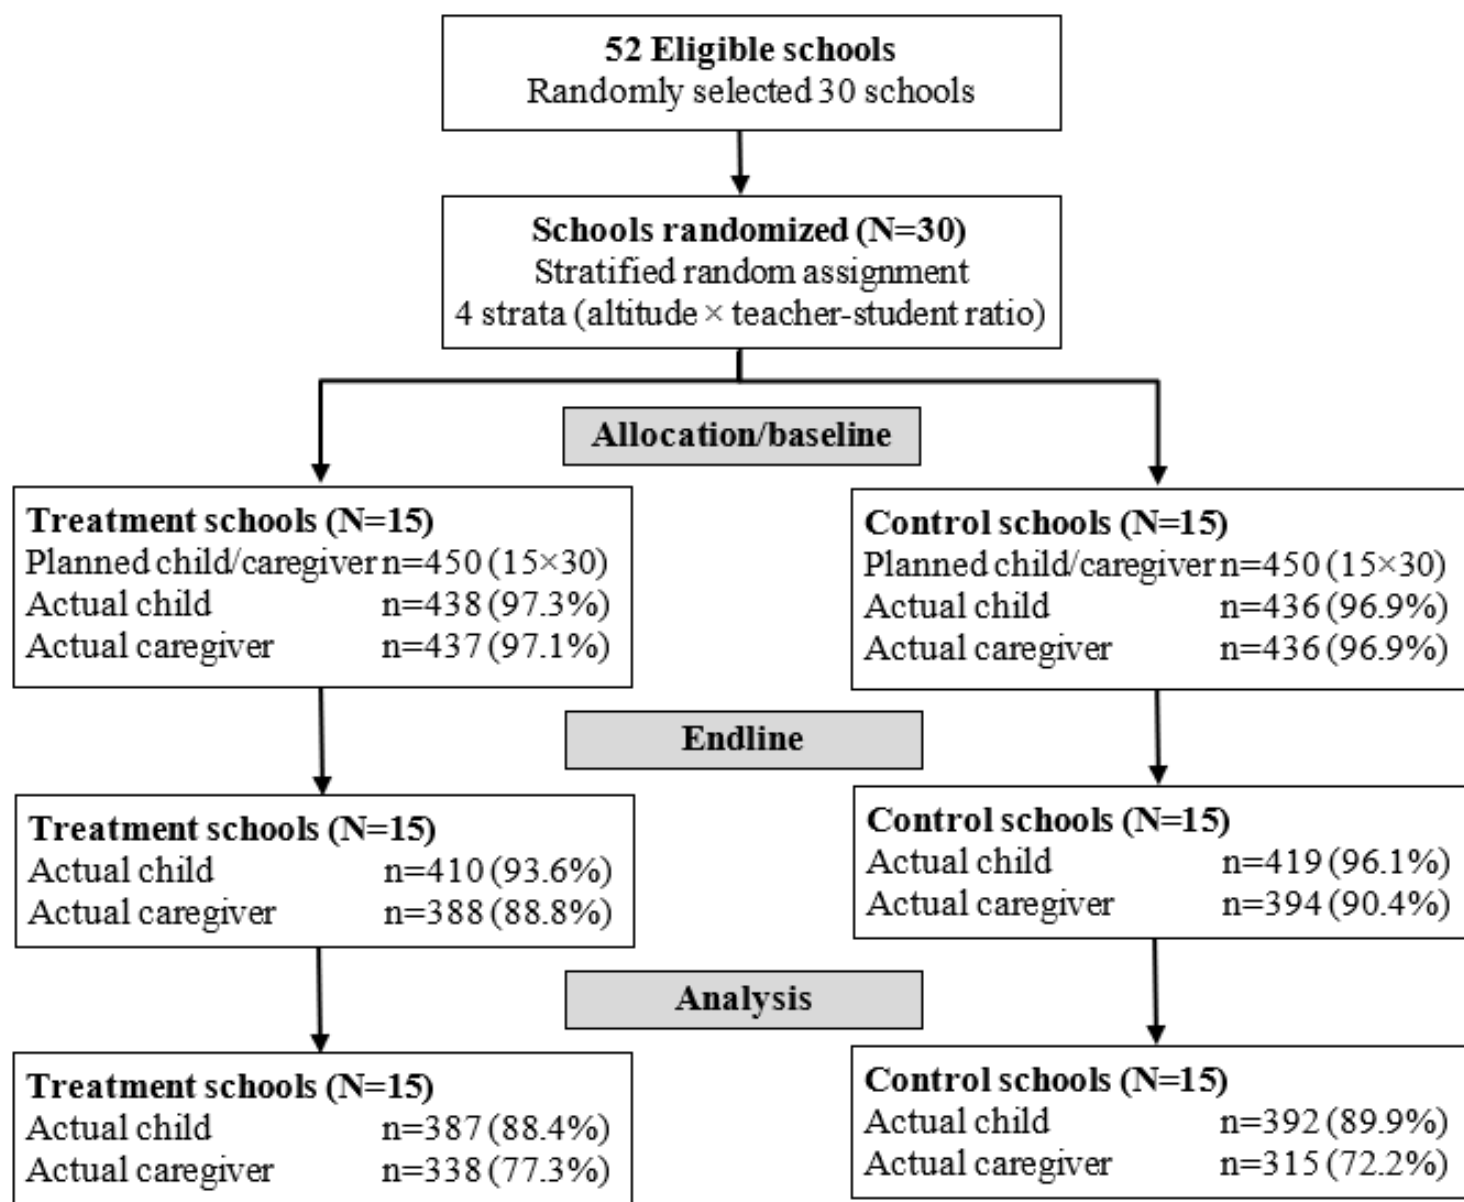 52 Eligible schools
Randomly selected 30 schools
Schools randomized (N=30)
Stratified random assignment
4 strata (altitude × teacher-student ratio)
Allocation/baseline
Treatment schools (N=15)
Planned child/caregiver n=450 (15×30)
Actual child n=438 (97.3%)
Actual caregiver n=437 (97.1%)
Control schools (N=15)
Planned child/caregiver n=450 (15×30)
Actual child n=436 (96.9%)
Actual caregiver n=436 (96.9%)
Endline
Treatment schools (N=15)
Actual child n=410 (93.6%)
Actual caregiver n=388 (88.8%)
Control schools (N=15)
Actual child n=419 (96.1%)
Actual caregiver n=394 (90.4%)
Analysis
Treatment schools (N=15)
Actual child n=387 (88.4%)
Actual caregiver n=338 (77.3%)
Control schools (N=15)
Actual child n=392 (89.9%)
Actual caregiver n=315 (72.2%)